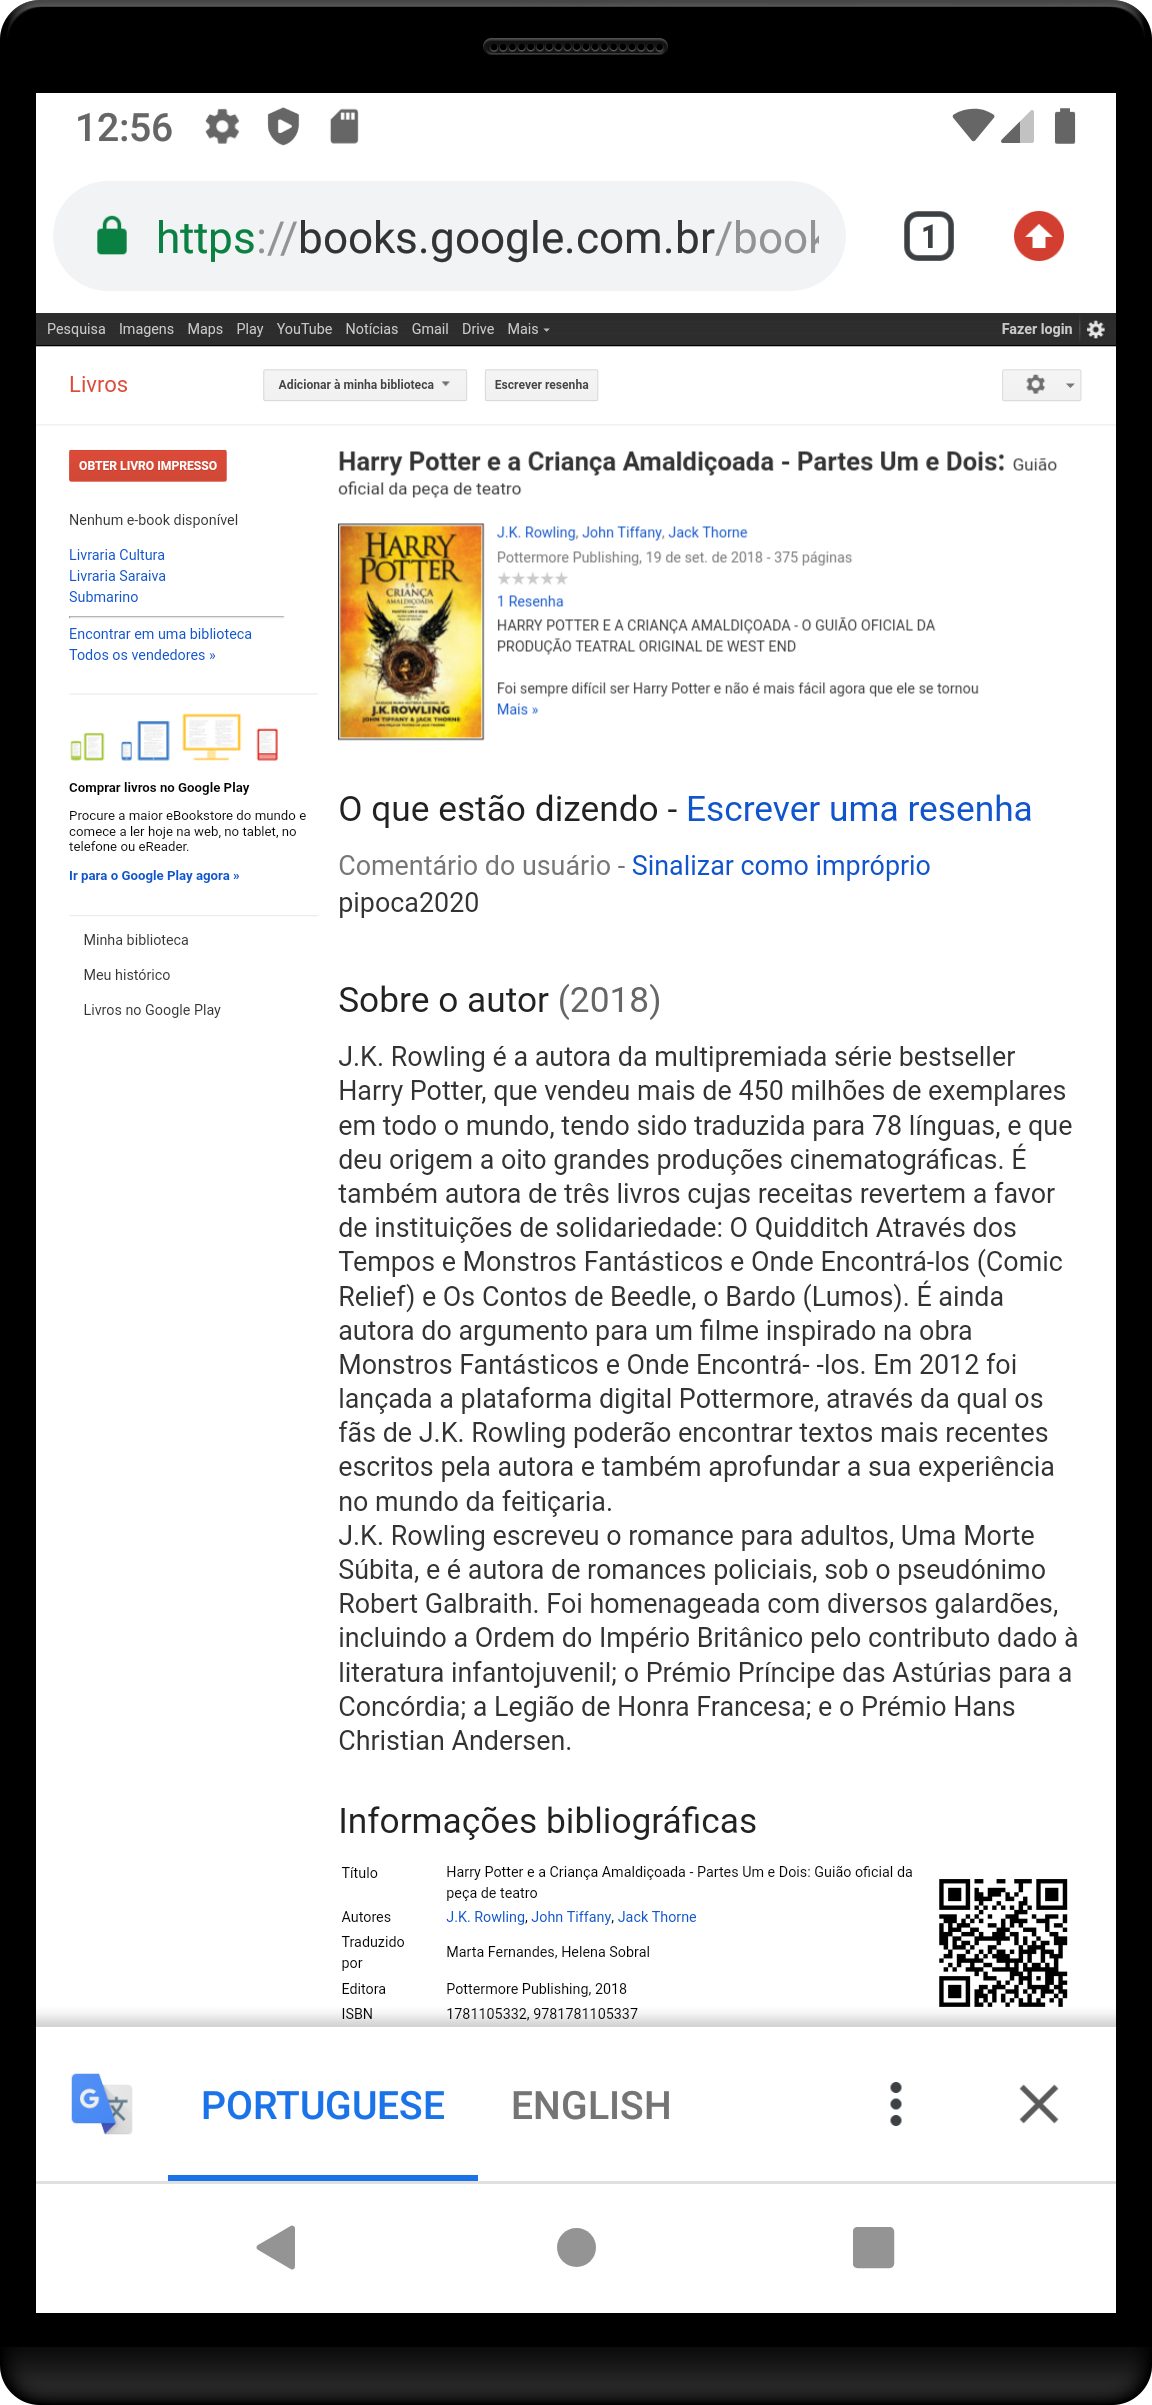 12:56
https://books.google.com.br/book
1
Pesquisa Imagens Maps Play YouTube Notícias Gmail Drive Mais
Fazer login
Livros
Adicionar à minha biblioteca
Escrever resenha
OBTER LIVRO IMPRESSO
Nenhum e-book disponível
Livraria Cultura
Livraria Saraiva
Submarino
Encontrar em uma biblioteca
Todos os vendedores »
Comprar livros no Google Play
Procure a maior eBookstore do mundo e
comece a ler hoje na web, no tablet, no
telefone ou eReader.
Ir para o Google Play agora »
Minha biblioteca
Meu histórico
Livros no Google Play
Harry Potter e a Criança Amaldiçoada - Partes Um e Dois: Guião
oficial da peça de teatro
HARRY
POTTER
E A
CRIANÇA
AMALDIÇOADA
J.K. ROWLING
JOHN TIFFANY & JACK THORNE
J.K. Rowling, John Tiffany, Jack Thorne
Pottermore Publishing, 19 de set. de 2018 - 375 páginas
1 Resenha
HARRY POTTER E A CRIANÇA AMALDIÇOADA - O GUIÃO OFICIAL DA
PRODUÇÃO TEATRAL ORIGINAL DE WEST END
Foi sempre difícil ser Harry Potter e não é mais fácil agora que ele se tornou
Mais »
O que estão dizendo - Escrever uma resenha
Comentário do usuário - Sinalizar como impróprio
pipoca2020
Sobre o autor (2018)
J.K. Rowling é a autora da multipremiada série bestseller
Harry Potter, que vendeu mais de 450 milhões de exemplares
em todo o mundo, tendo sido traduzida para 78 línguas, e que
deu origem a oito grandes produções cinematográficas. É
também autora de três livros cujas receitas revertem a favor
de instituições de solidariedade: O Quidditch Através dos
Tempos e Monstros Fantásticos e Onde Encontrá-los (Comic
Relief) e Os Contos de Beedle, o Bardo (Lumos). É ainda
autora do argumento para um filme inspirado na obra
Monstros Fantásticos e Onde Encontrá- -los. Em 2012 foi
lançada a plataforma digital Pottermore, através da qual os
fãs de J.K. Rowling poderão encontrar textos mais recentes
escritos pela autora e também aprofundar a sua experiência
no mundo da feitiçaria.
J.K. Rowling escreveu o romance para adultos, Uma Morte
Súbita, e é autora de romances policiais, sob o pseudónimo
Robert Galbraith. Foi homenageada com diversos galardões,
incluindo a Ordem do Império Britânico pelo contributo dado à
literatura infantojuvenil; o Prémio Príncipe das Astúrias para a
Concórdia; a Legião de Honra Francesa; e o Prémio Hans
Christian Andersen.
Informações bibliográficas
Título Harry Potter e a Criança Amaldiçoada - Partes Um e Dois: Guião oficial da
peça de teatro
Autores J.K. Rowling, John Tiffany, Jack Thorne
Traduzido
por Marta Fernandes, Helena Sobral
Editora Pottermore Publishing, 2018
ISBN 1781105332, 9781781105337
G
文
PORTUGUESE ENGLISH